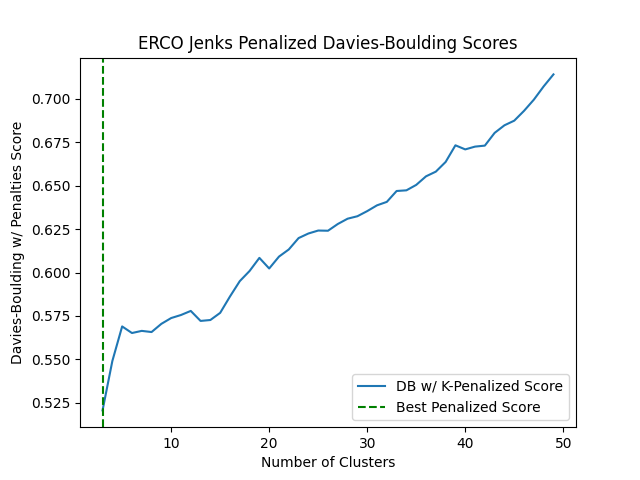 ERCO Jenks Penalized Davies-Boulding Scores
Davies-Boulding w/ Penalties Score
0.700
0.675
0.650
0.625
0.600
0.575
0.550
0.525
DB w/ K-Penalized Score
Best Penalized Score
10 20 30 40 50
Number of Clusters